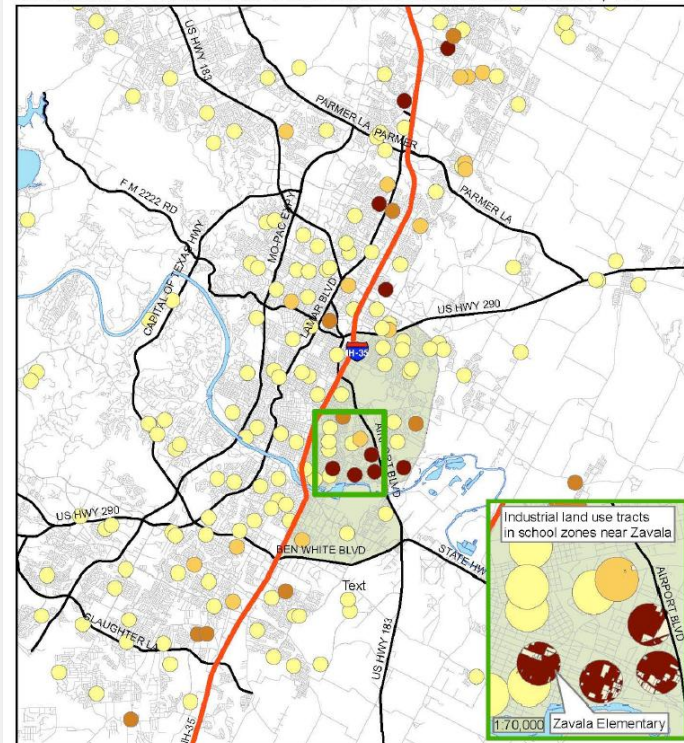 US HWY 183
PARMER LA
PARMER
F M 2222 RD
MO-PAC EXPY
PARMER LA
CAPITAL OF TEXAS HWY
LAMAR BLVD
US HWY 290
IH-35
AIRPORT BLVD
US HWY 290
BEN WHITE BLVD
STATE HW
Text
SLAUGHTER LA
US HWY 183
IH-35
Industrial land use tracts
in school zones near Zavala
AIRPORT BLVD
1:70,000
Zavala Elementary